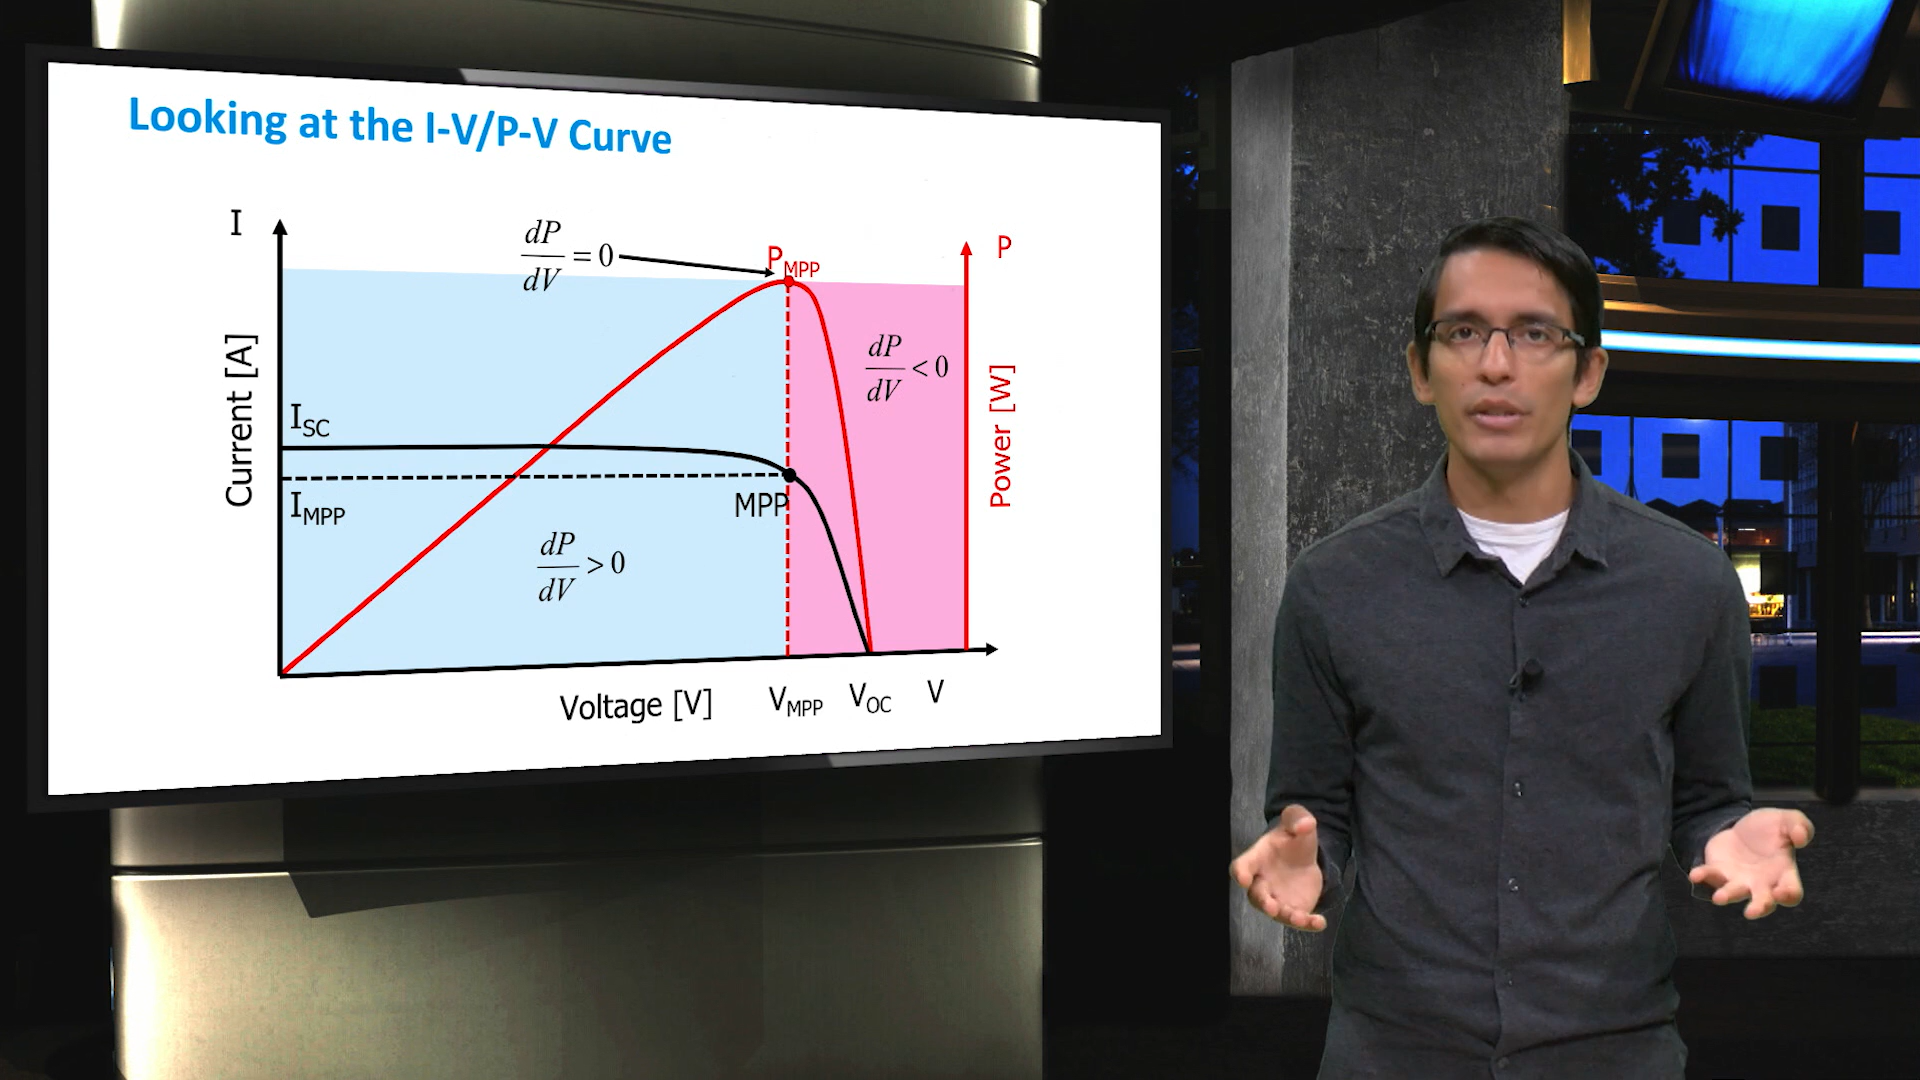 Looking at the I-V/P-V Curve
I
dP/dV = 0
P_MPP
P
Current [A]
dP/dV < 0
Power [W]
I_SC
I_MPP
MPP
dP/dV > 0
Voltage [V]
V_MPP
V_OC
V